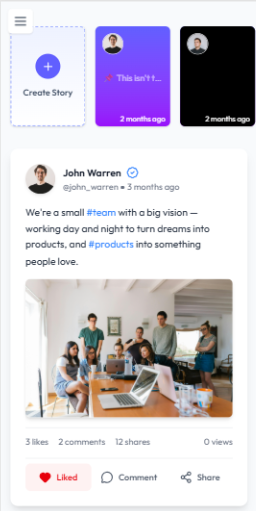 Create Story
This isn't t...
2 months ago
2 months ago
John Warren
@john_warren • 3 months ago
We're a small #team with a big vision —
working day and night to turn dreams into
products, and #products into something
people love.
3 likes 2 comments 12 shares 0 views
Liked Comment Share